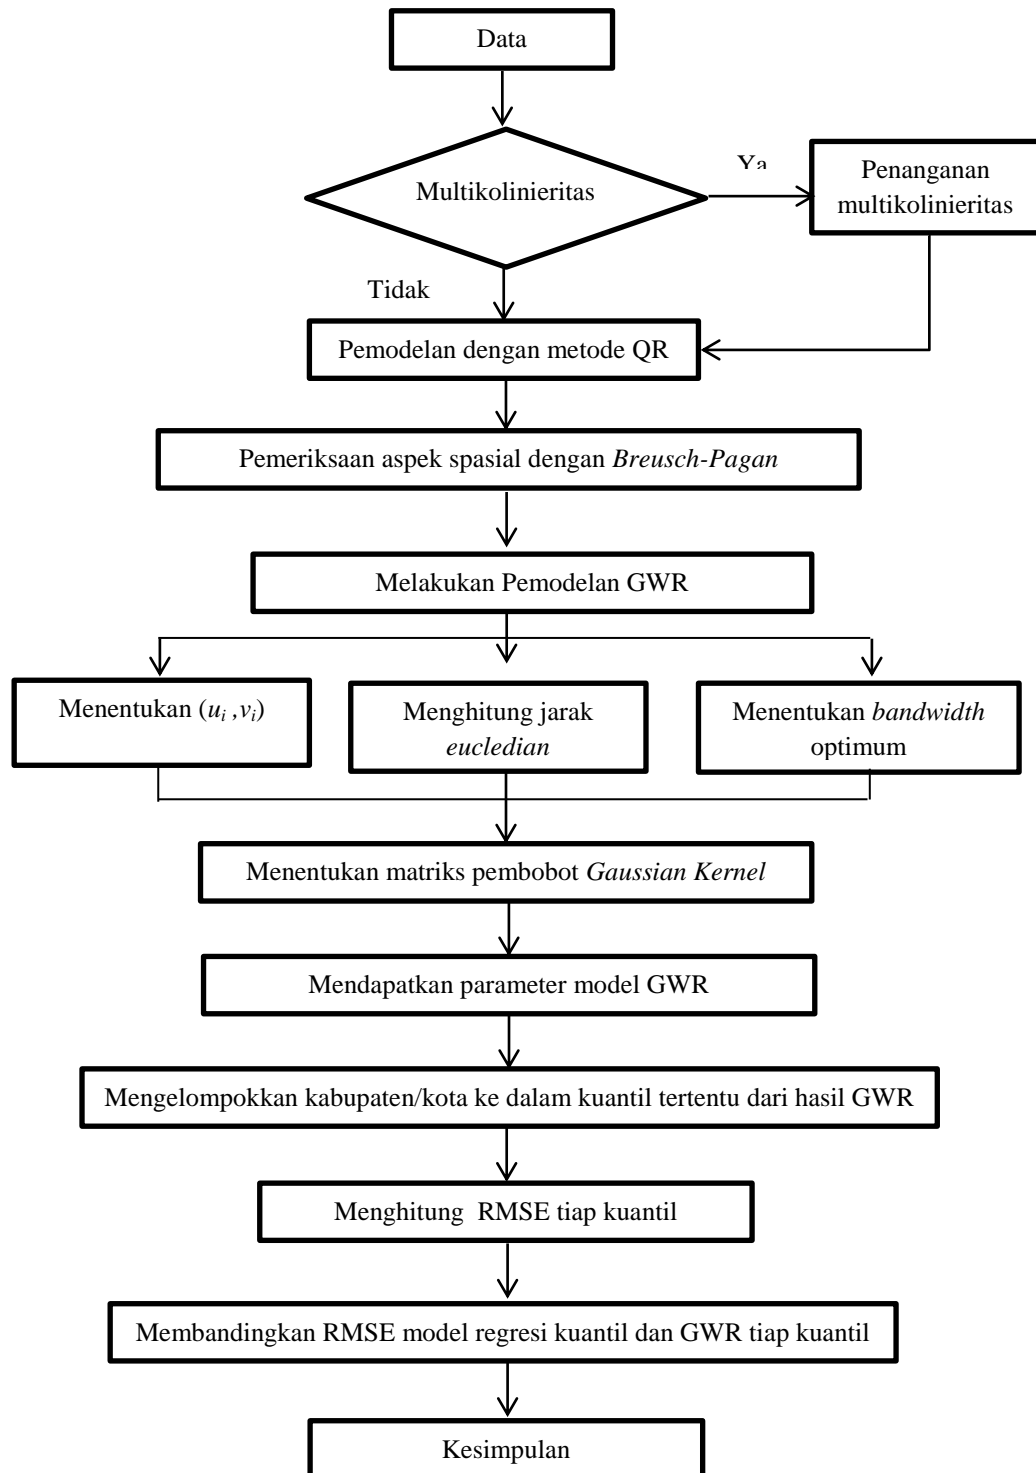 Data
Multikolinieritas
Ya
Penanganan
multikolinieritas
Tidak
Pemodelan dengan metode QR
Pemeriksaan aspek spasial dengan Breusch-Pagan
Melakukan Pemodelan GWR
Menentukan (ui ,vi)
Menghitung jarak
eucledian
Menentukan bandwidth
optimum
Menentukan matriks pembobot Gaussian Kernel
Mendapatkan parameter model GWR
Mengelompokkan kabupaten/kota ke dalam kuantil tertentu dari hasil GWR
Menghitung RMSE tiap kuantil
Membandingkan RMSE model regresi kuantil dan GWR tiap kuantil
Kesimpulan